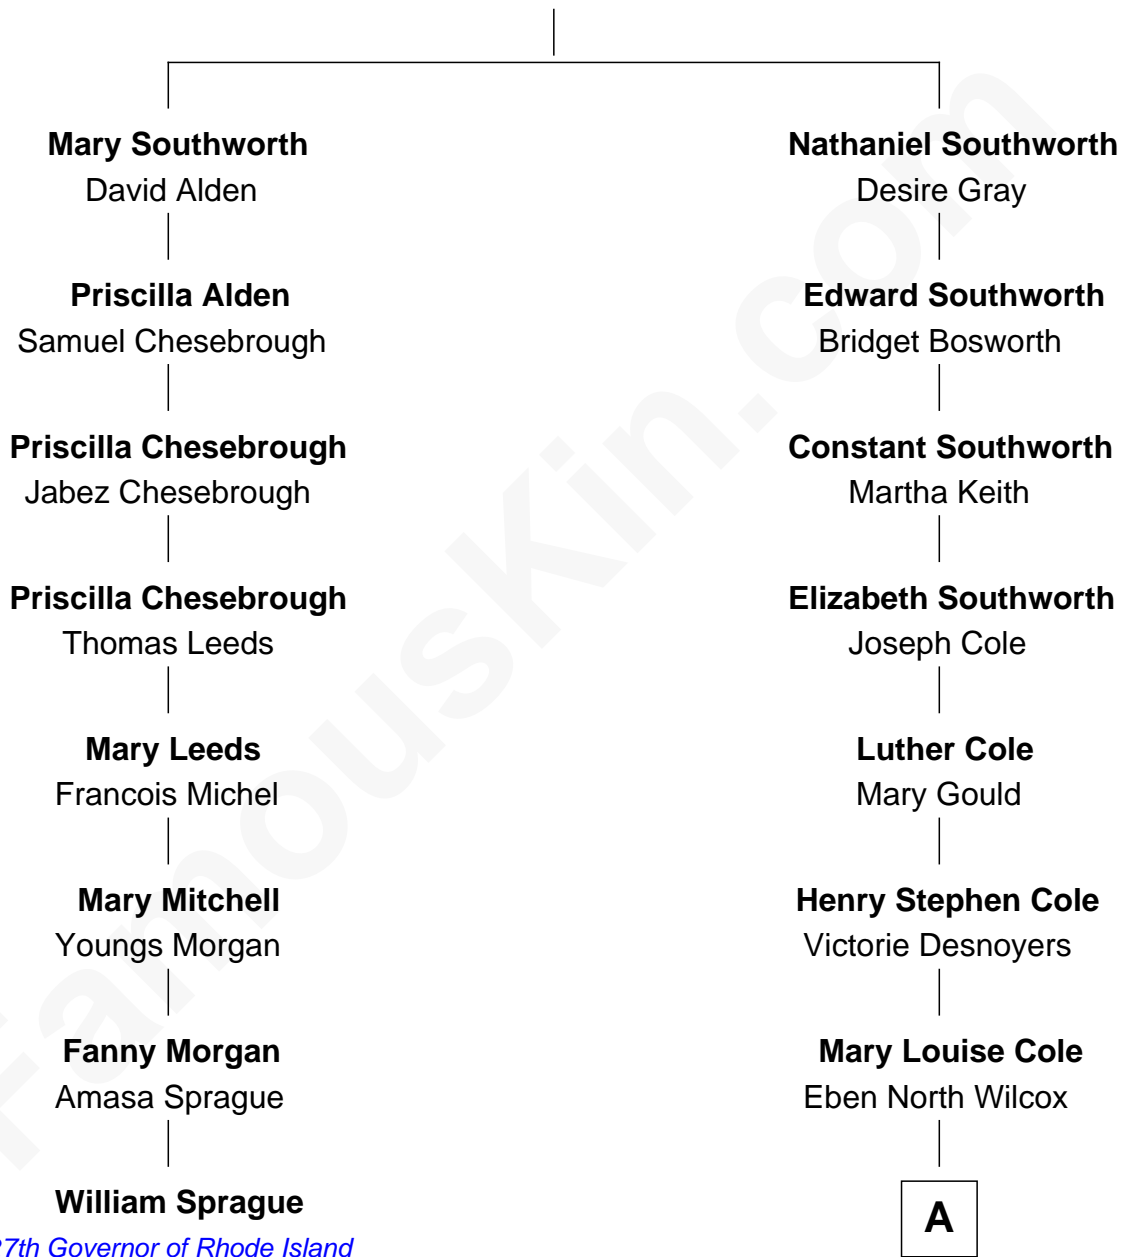 Mary Southworth
David Alden
Nathaniel Southworth
Desire Gray
Priscilla Alden
Samuel Chesebrough
Edward Southworth
Bridget Bosworth
Priscilla Chesebrough
Jabez Chesebrough
Constant Southworth
Martha Keith
Priscilla Chesebrough
Thomas Leeds
Elizabeth Southworth
Joseph Cole
Mary Leeds
Francois Michel
Luther Cole
Mary Gould
Mary Mitchell
Youngs Morgan
Henry Stephen Cole
Victorie Desnoyers
Fanny Morgan
Amasa Sprague
Mary Louise Cole
Eben North Wilcox
William Sprague
7th Governor of Rhode Island
A
FamousKin.com